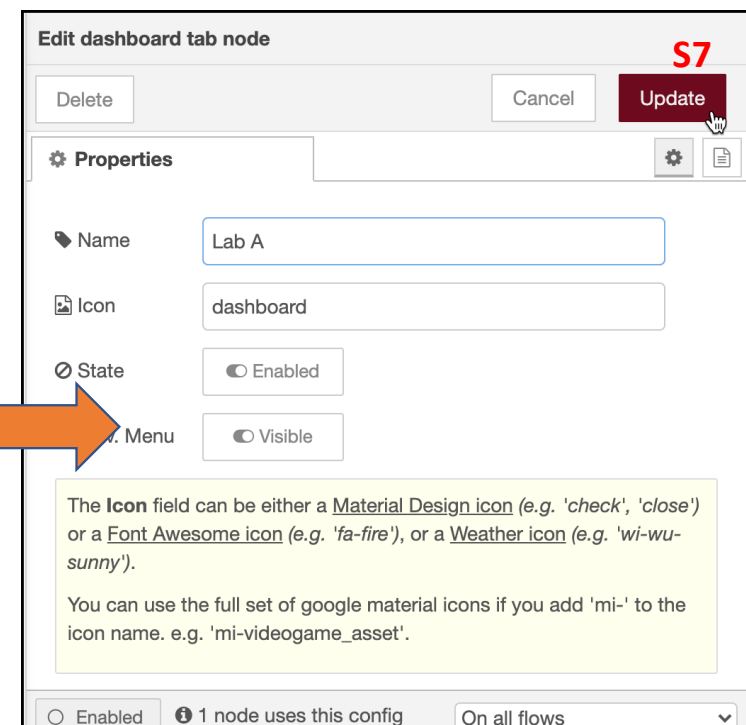 Edit dashboard tab node
S7
Delete
Cancel
Update
Properties
Name
Lab A
Icon
dashboard
State
Enabled
Menu
Visible
The Icon field can be either a Material Design icon (e.g. 'check', 'close')
or a Font Awesome icon (e.g. 'fa-fire'), or a Weather icon (e.g. 'wi-wu-
sunny').
You can use the full set of google material icons if you add 'mi-' to the
icon name. e.g. 'mi-videogame_asset'.
Enabled
1 node uses this config
On all flows